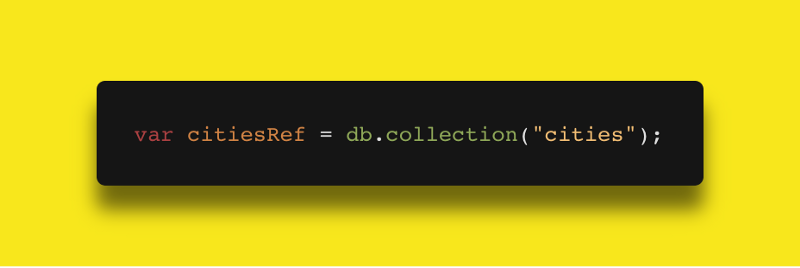 var citiesRef = db.collection("cities");